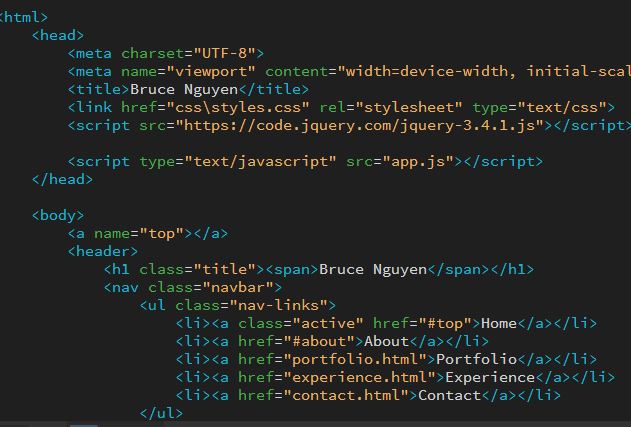 <html>
<head>
<meta charset="UTF-8">
<meta name="viewport" content="width=device-width, initial-scal
<title>Bruce Nguyen</title>
<link href="css\styles.css" rel="stylesheet" type="text/css">
<script src="https://code.jquery.com/jquery-3.4.1.js"></script>
<script type="text/javascript" src="app.js"></script>
</head>
<body>
<a name="top"></a>
<header>
<h1 class="title"><span>Bruce Nguyen</span></h1>
<nav class="navbar">
<ul class="nav-links">
<li><a class="active" href="#top">Home</a></li>
<li><a href="#about">About</a></li>
<li><a href="portfolio.html">Portfolio</a></li>
<li><a href="experience.html">Experience</a></li>
<li><a href="contact.html">Contact</a></li>
</ul>